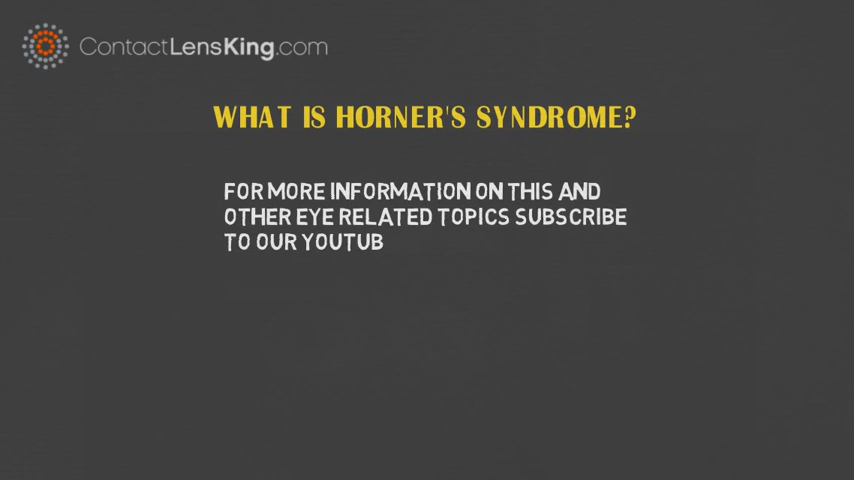 ContactLensKing.com
WHAT IS HORNER'S SYNDROME?
FOR MORE INFORMATION ON THIS AND
OTHER EYE RELATED TOPICS SUBSCRIBE
TO OUR YOUTUB